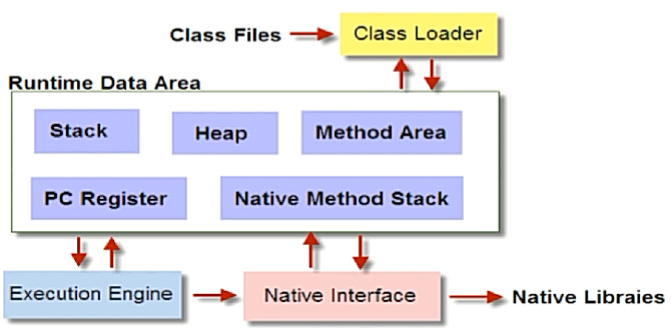 Class Files
Class Loader
Runtime Data Area
Stack
Heap
Method Area
PC Register
Native Method Stack
Execution Engine
Native Interface
Native Libraies